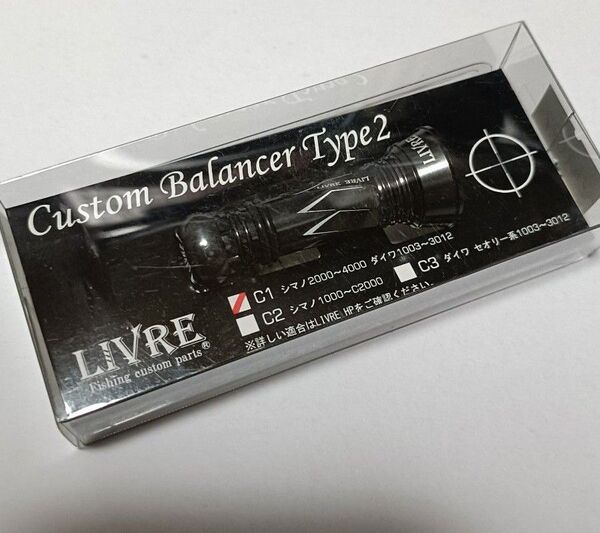 Custom Balancer Type2
LIVRE
LIVRE LIVRE
C1 シマノ2000～4000 ダイワ1003～3012
C2 シマノ1000～C2000
C3 ダイワ セオリー系1003～3012
※詳しい適合はLIVRE HPをご確認ください。
LIVRE®
Fishing custom parts